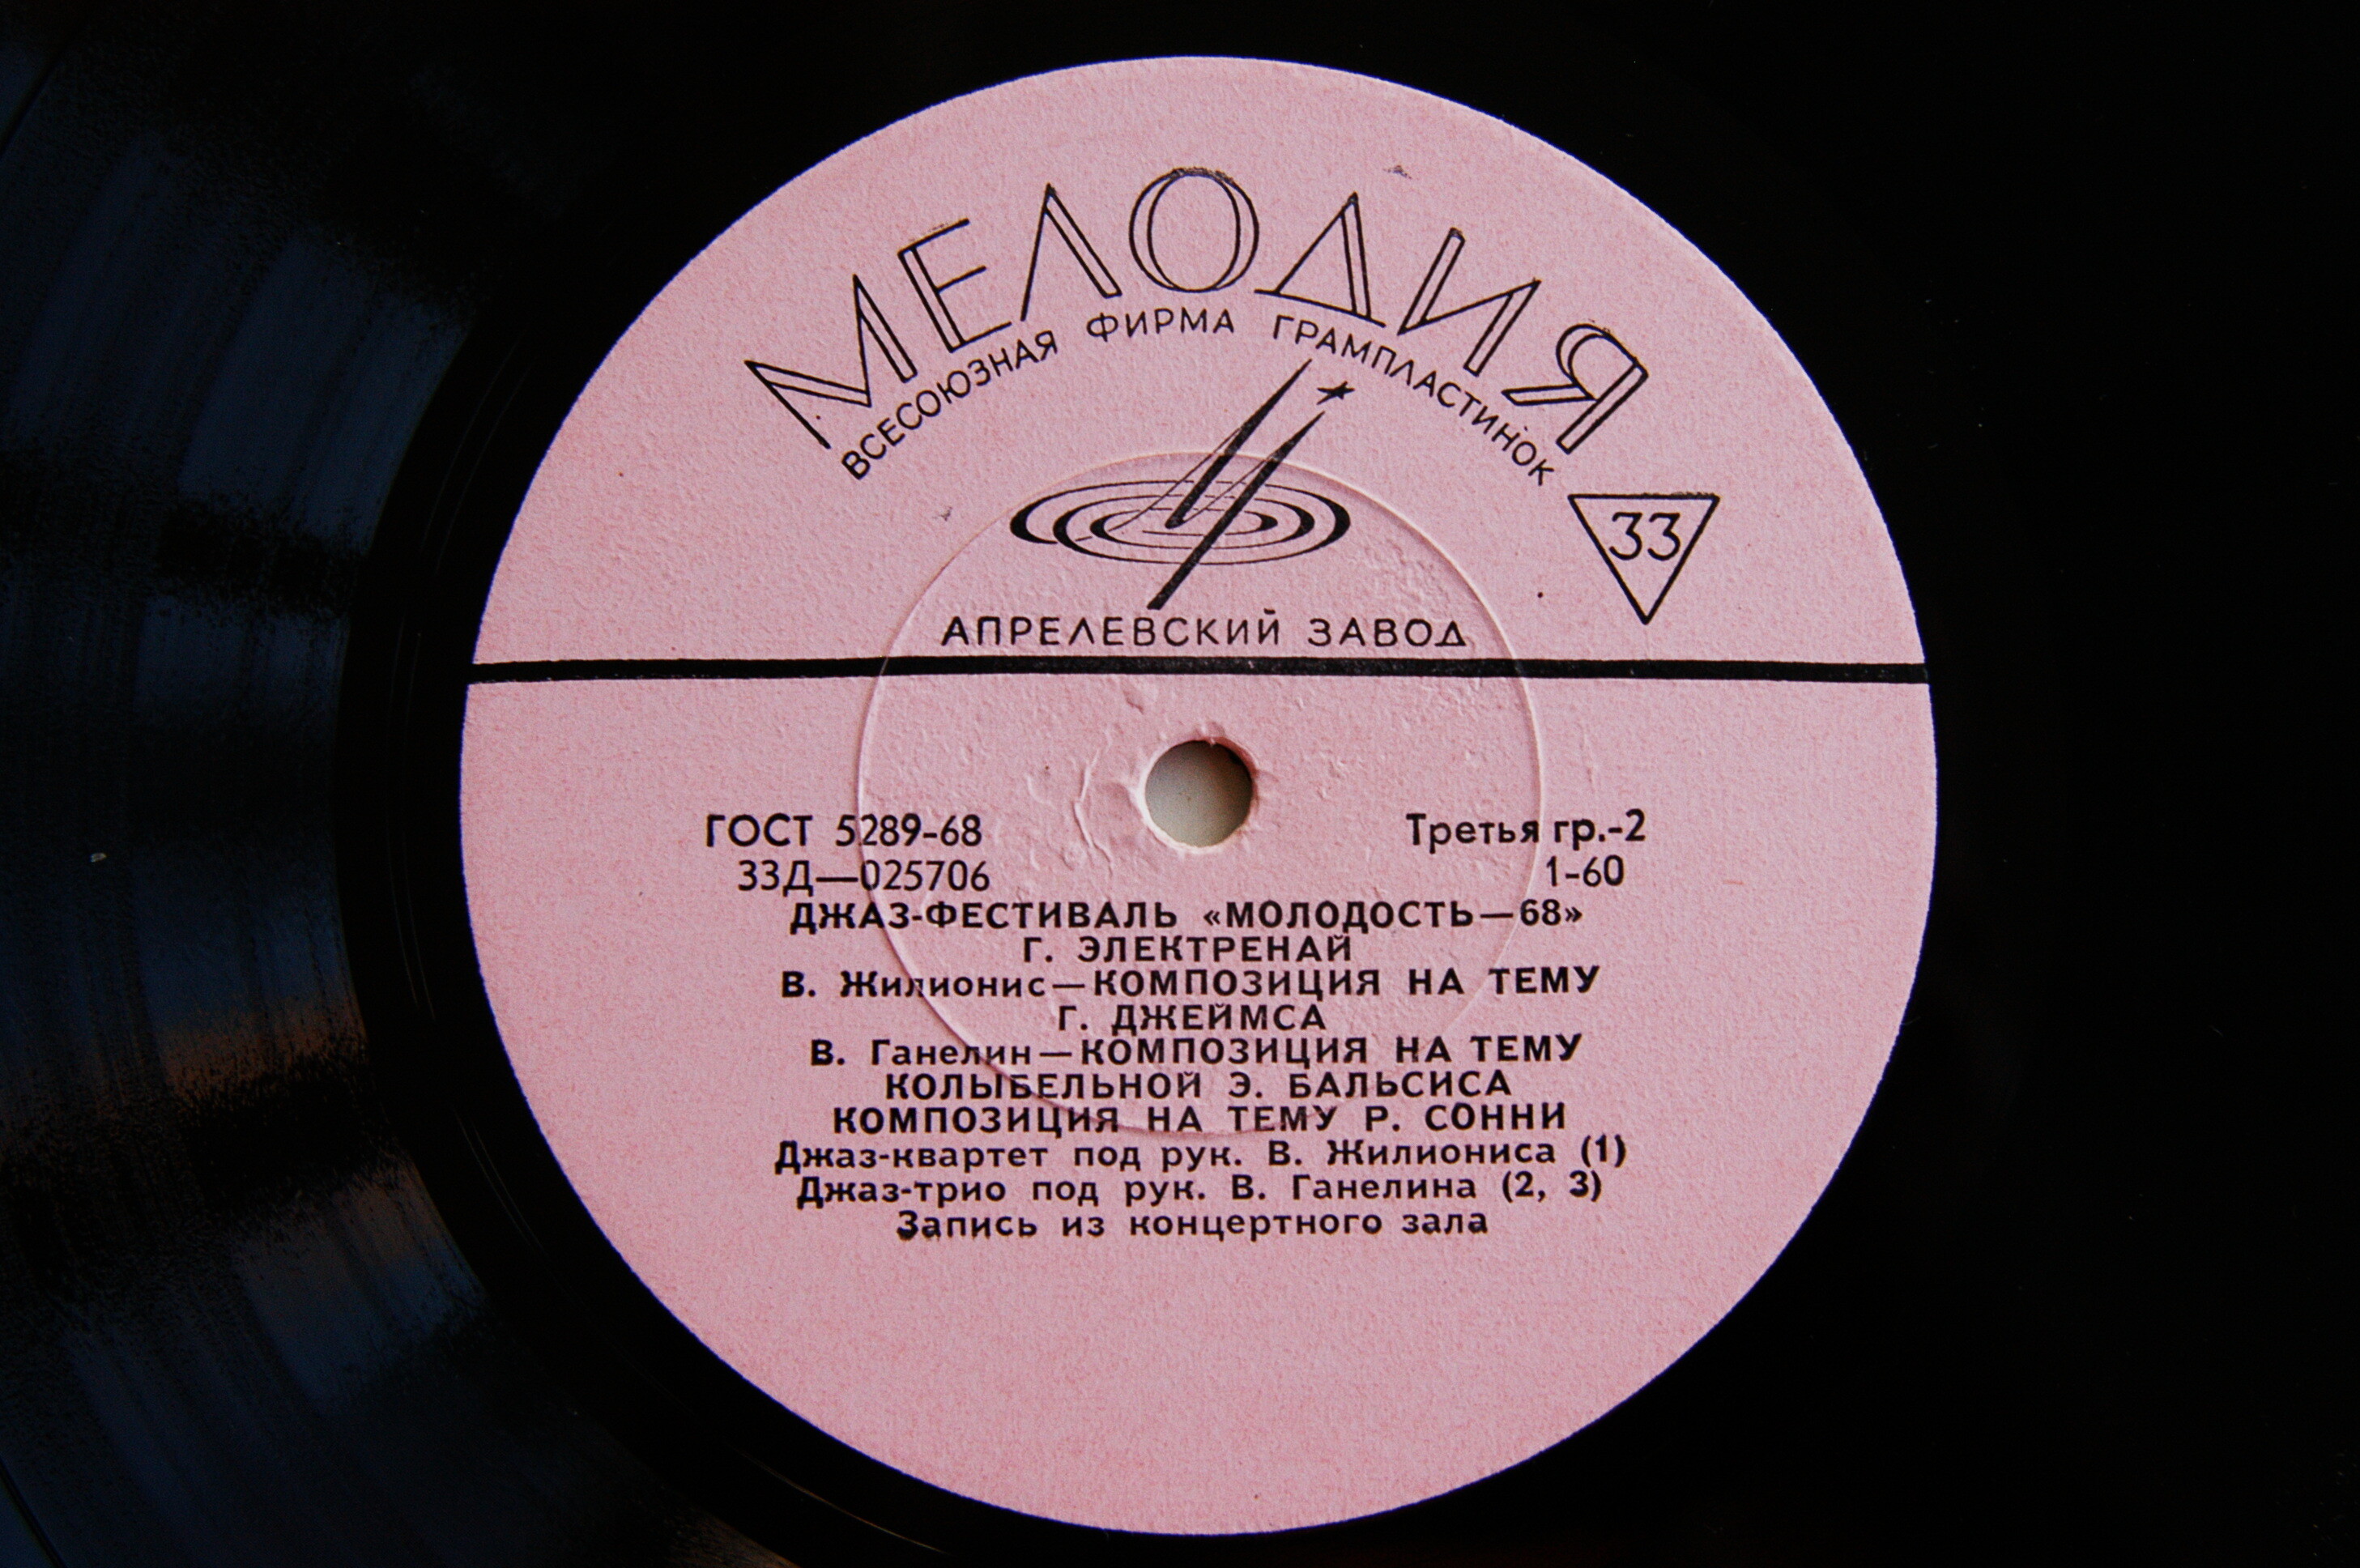 МЕЛОДИЯ
ВСЕСОЮЗНАЯ ФИРМА ГРАМПЛАСТИНОК
33
АПРЕЛЕВСКИЙ ЗАВОД
ГОСТ 5289-68
Третья гр.-2
33Д—025706
1-60
ДЖАЗ-ФЕСТИВАЛЬ «МОЛОДОСТЬ—68»
Г. ЭЛЕКТРЕНАЙ
В. Жилионис—КОМПОЗИЦИЯ НА ТЕМУ
Г. ДЖЕЙМСА
В. Ганелин—КОМПОЗИЦИЯ НА ТЕМУ
КОЛЫБЕЛЬНОЙ Э. БАЛЬСИСА
КОМПОЗИЦИЯ НА ТЕМУ Р. СОННИ
Джаз-квартет под рук. В. Жилиониса (1)
Джаз-трио под рук. В. Ганелина (2, 3)
Запись из концертного зала